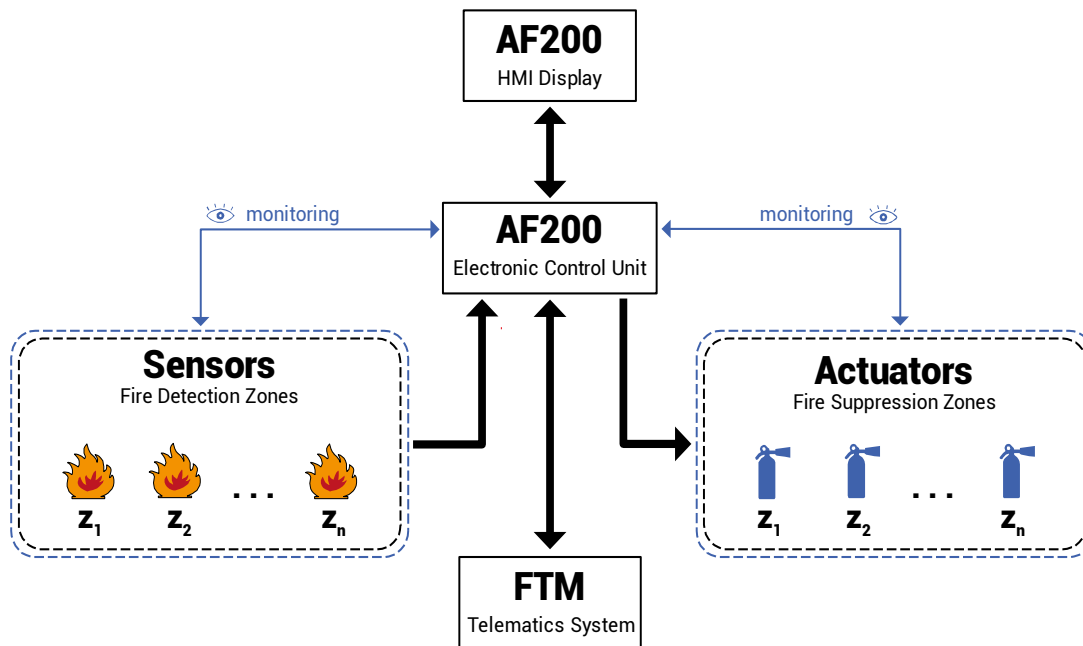 AF200
HMI Display
monitoring
monitoring
AF200
Electronic Control Unit
Sensors
Fire Detection Zones
z1 z2 ... zn
Actuators
Fire Suppression Zones
z1 z2 ... zn
FTM
Telematics System